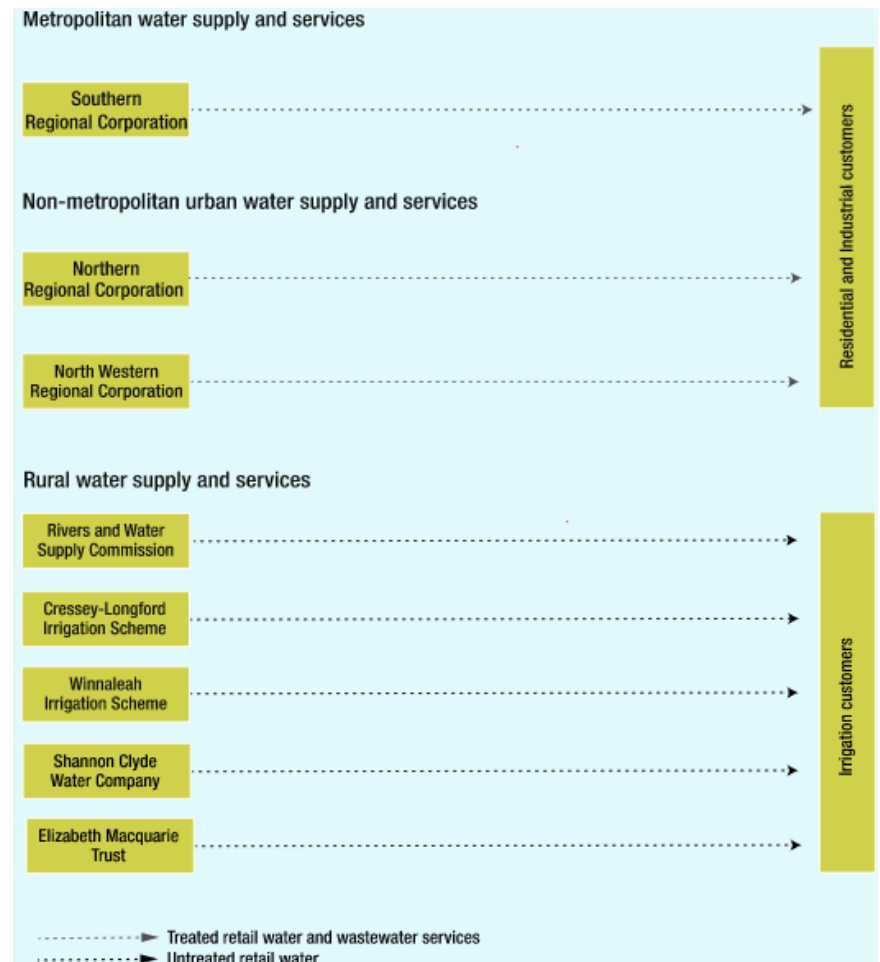 Metropolitan water supply and services
Southern
Regional Corporation
Residential and Industrial customers
Non-metropolitan urban water supply and services
Northern
Regional Corporation
North Western
Regional Corporation
Rural water supply and services
Rivers and Water
Supply Commission
Irrigation customers
Cressey-Longford
Irrigation Scheme
Winnaleah
Irrigation Scheme
Shannon Clyde
Water Company
Elizabeth Macquarie
Trust
Treated retail water and wastewater services
Untreated retail water